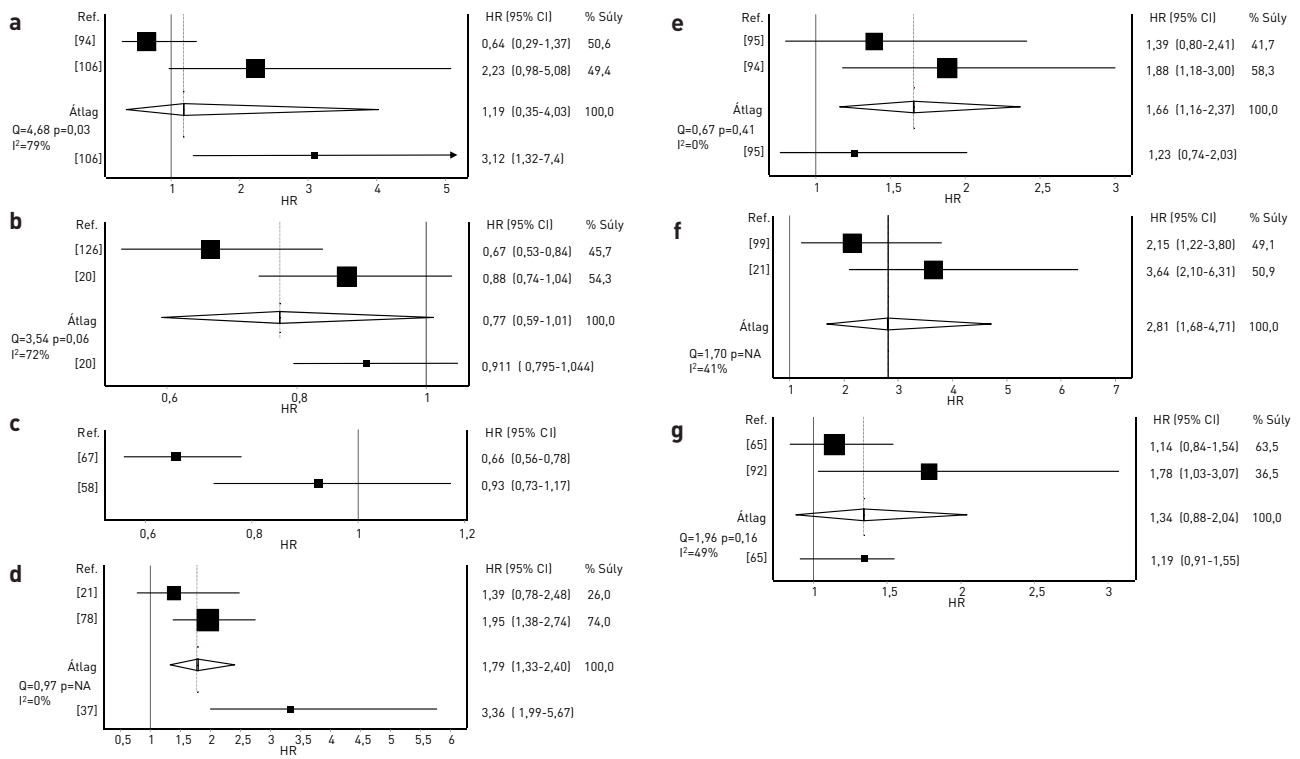 a
Ref. HR (95% CI) % Súly
[94] 0,64 (0,29-1,37) 50,6
[106] 2,23 (0,98-5,08) 49,4
Átlag 1,19 (0,35-4,03) 100,0
Q=4,68 p=0,03
I²=79%
[106] 3,12 (1,32-7,4)
1 2 3 4 5
HR
b
Ref. HR (95% CI) % Súly
[126] 0,67 (0,53-0,84) 45,7
[20] 0,88 (0,74-1,04) 54,3
Átlag 0,77 (0,59-1,01) 100,0
Q=3,54 p=0,06
I²=72%
[20] 0,911 ( 0,795-1,044)
0,6 0,8 1
HR
c
Ref. HR (95% CI)
[67] 0,66 (0,56-0,78)
[58] 0,93 (0,73-1,17)
0,6 0,8 1 1,2
HR
d
Ref. HR (95% CI) % Súly
[21] 1,39 (0,78-2,48) 26,0
[78] 1,95 (1,38-2,74) 74,0
Átlag 1,79 (1,33-2,40) 100,0
Q=0,97 p=NA
I²=0%
[37] 3,36 ( 1,99-5,67)
0,5 1 1,5 2 2,5 3 3,5 4 4,5 5 5,5 6
HR
e
Ref. HR (95% CI) % Súly
[95] 1,39 (0,80-2,41) 41,7
[94] 1,88 (1,18-3,00) 58,3
Átlag 1,66 (1,16-2,37) 100,0
Q=0,67 p=0,41
I²=0%
[95] 1,23 (0,74-2,03)
1 1,5 2 2,5 3
HR
f
Ref. HR (95% CI) % Súly
[99] 2,15 (1,22-3,80) 49,1
[21] 3,64 (2,10-6,31) 50,9
Átlag 2,81 (1,68-4,71) 100,0
Q=1,70 p=NA
I²=41%
1 2 3 4 5 6 7
HR
g
Ref. HR (95% CI) % Súly
[65] 1,14 (0,84-1,54) 63,5
[92] 1,78 (1,03-3,07) 36,5
Átlag 1,34 (0,88-2,04) 100,0
Q=1,96 p=0,16
I²=49%
[65] 1,19 (0,91-1,55)
1 1,5 2 2,5 3
HR